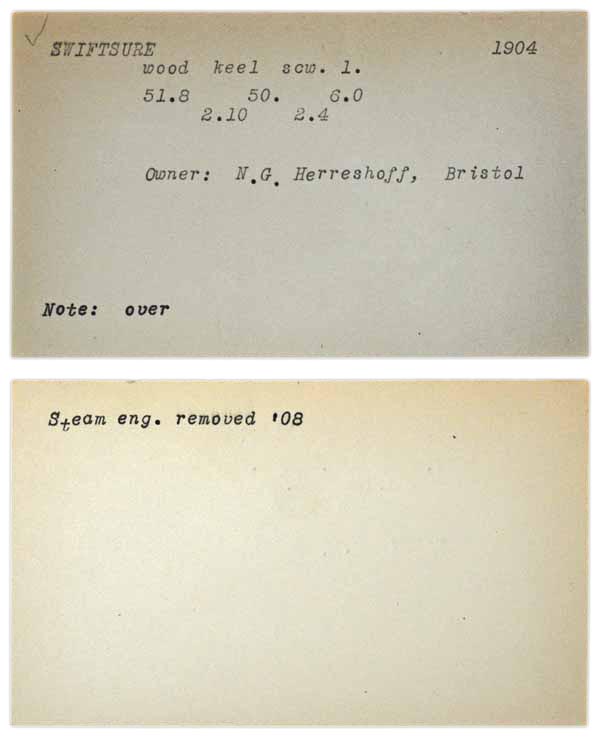 SWIFTSURE 1904
wood keel scw. l.
51.8 50. 6.0
2.10 2.4
Owner: N.G. Herreshoff, Bristol
Note: over
Steam eng. removed '08